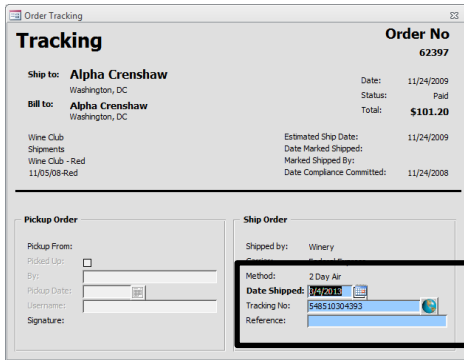 Order Tracking
Tracking
Order No
62397
Ship to: Alpha Crenshaw
Washington, DC
Bill to: Alpha Crenshaw
Washington, DC
Date: 11/24/2009
Status: Paid
Total: $101.20
Wine Club
Shipments
Wine Club - Red
11/05/08-Red
Estimated Ship Date: 11/24/2009
Date Marked Shipped:
Marked Shipped By:
Date Compliance Committed: 11/24/2008
Pickup Order
Pickup From:
Picked Up:
By:
Pickup Date:
Username:
Signature:
Ship Order
Shipped by: Winery
Method: 2 Day Air
Date Shipped: 3/4/2013
Tracking No: 548510304393
Reference: